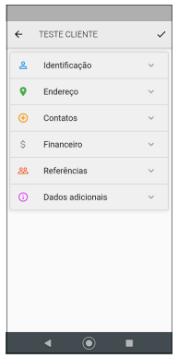 TESTE CLIENTE
Identificação
Endereço
Contatos
Financeiro
Referências
Dados adicionais